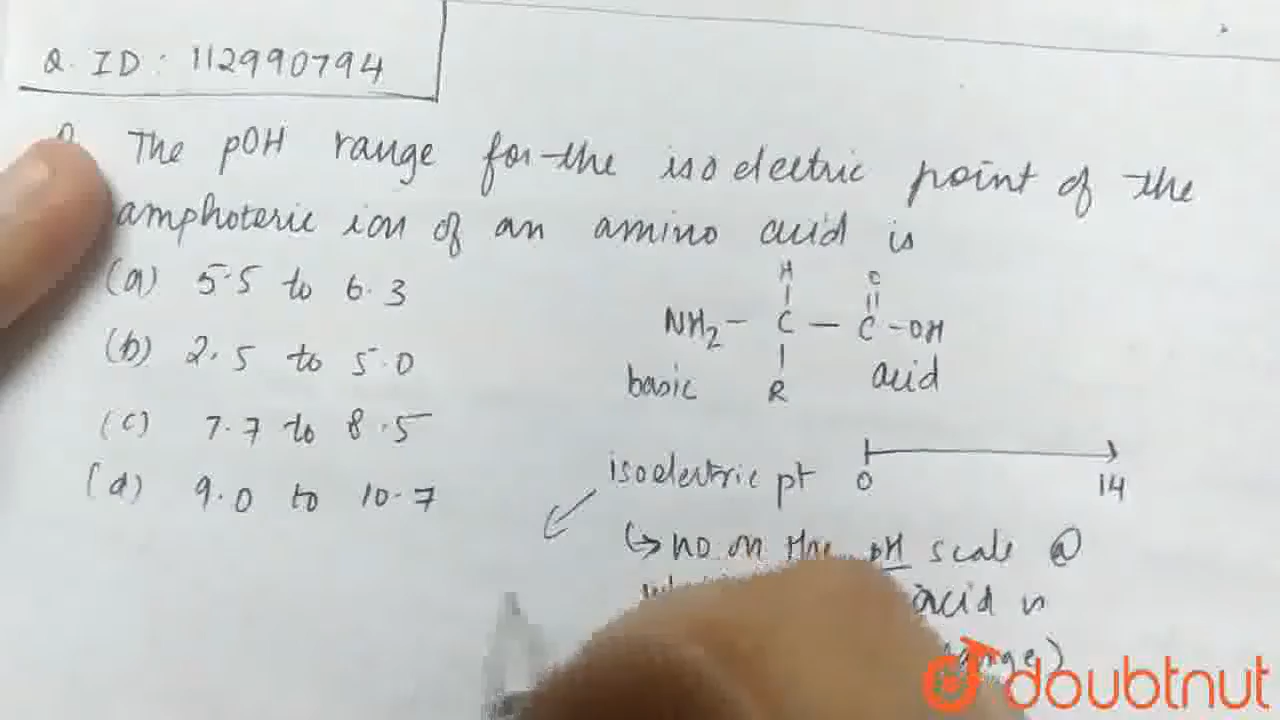 Q. ID : 112990794
The pOH range for the isoelectric point of the
amphoteric ion of an amino acid is
(a) 5.5 to 6.3
(b) 2.5 to 5.0
(c) 7.7 to 8.5
(d) 9.0 to 10.7
H O
NH2 - C - C - OH
basic R acid
isoelectric pt 0 14
↳ no on the pH scale @
acid is
doubtnut